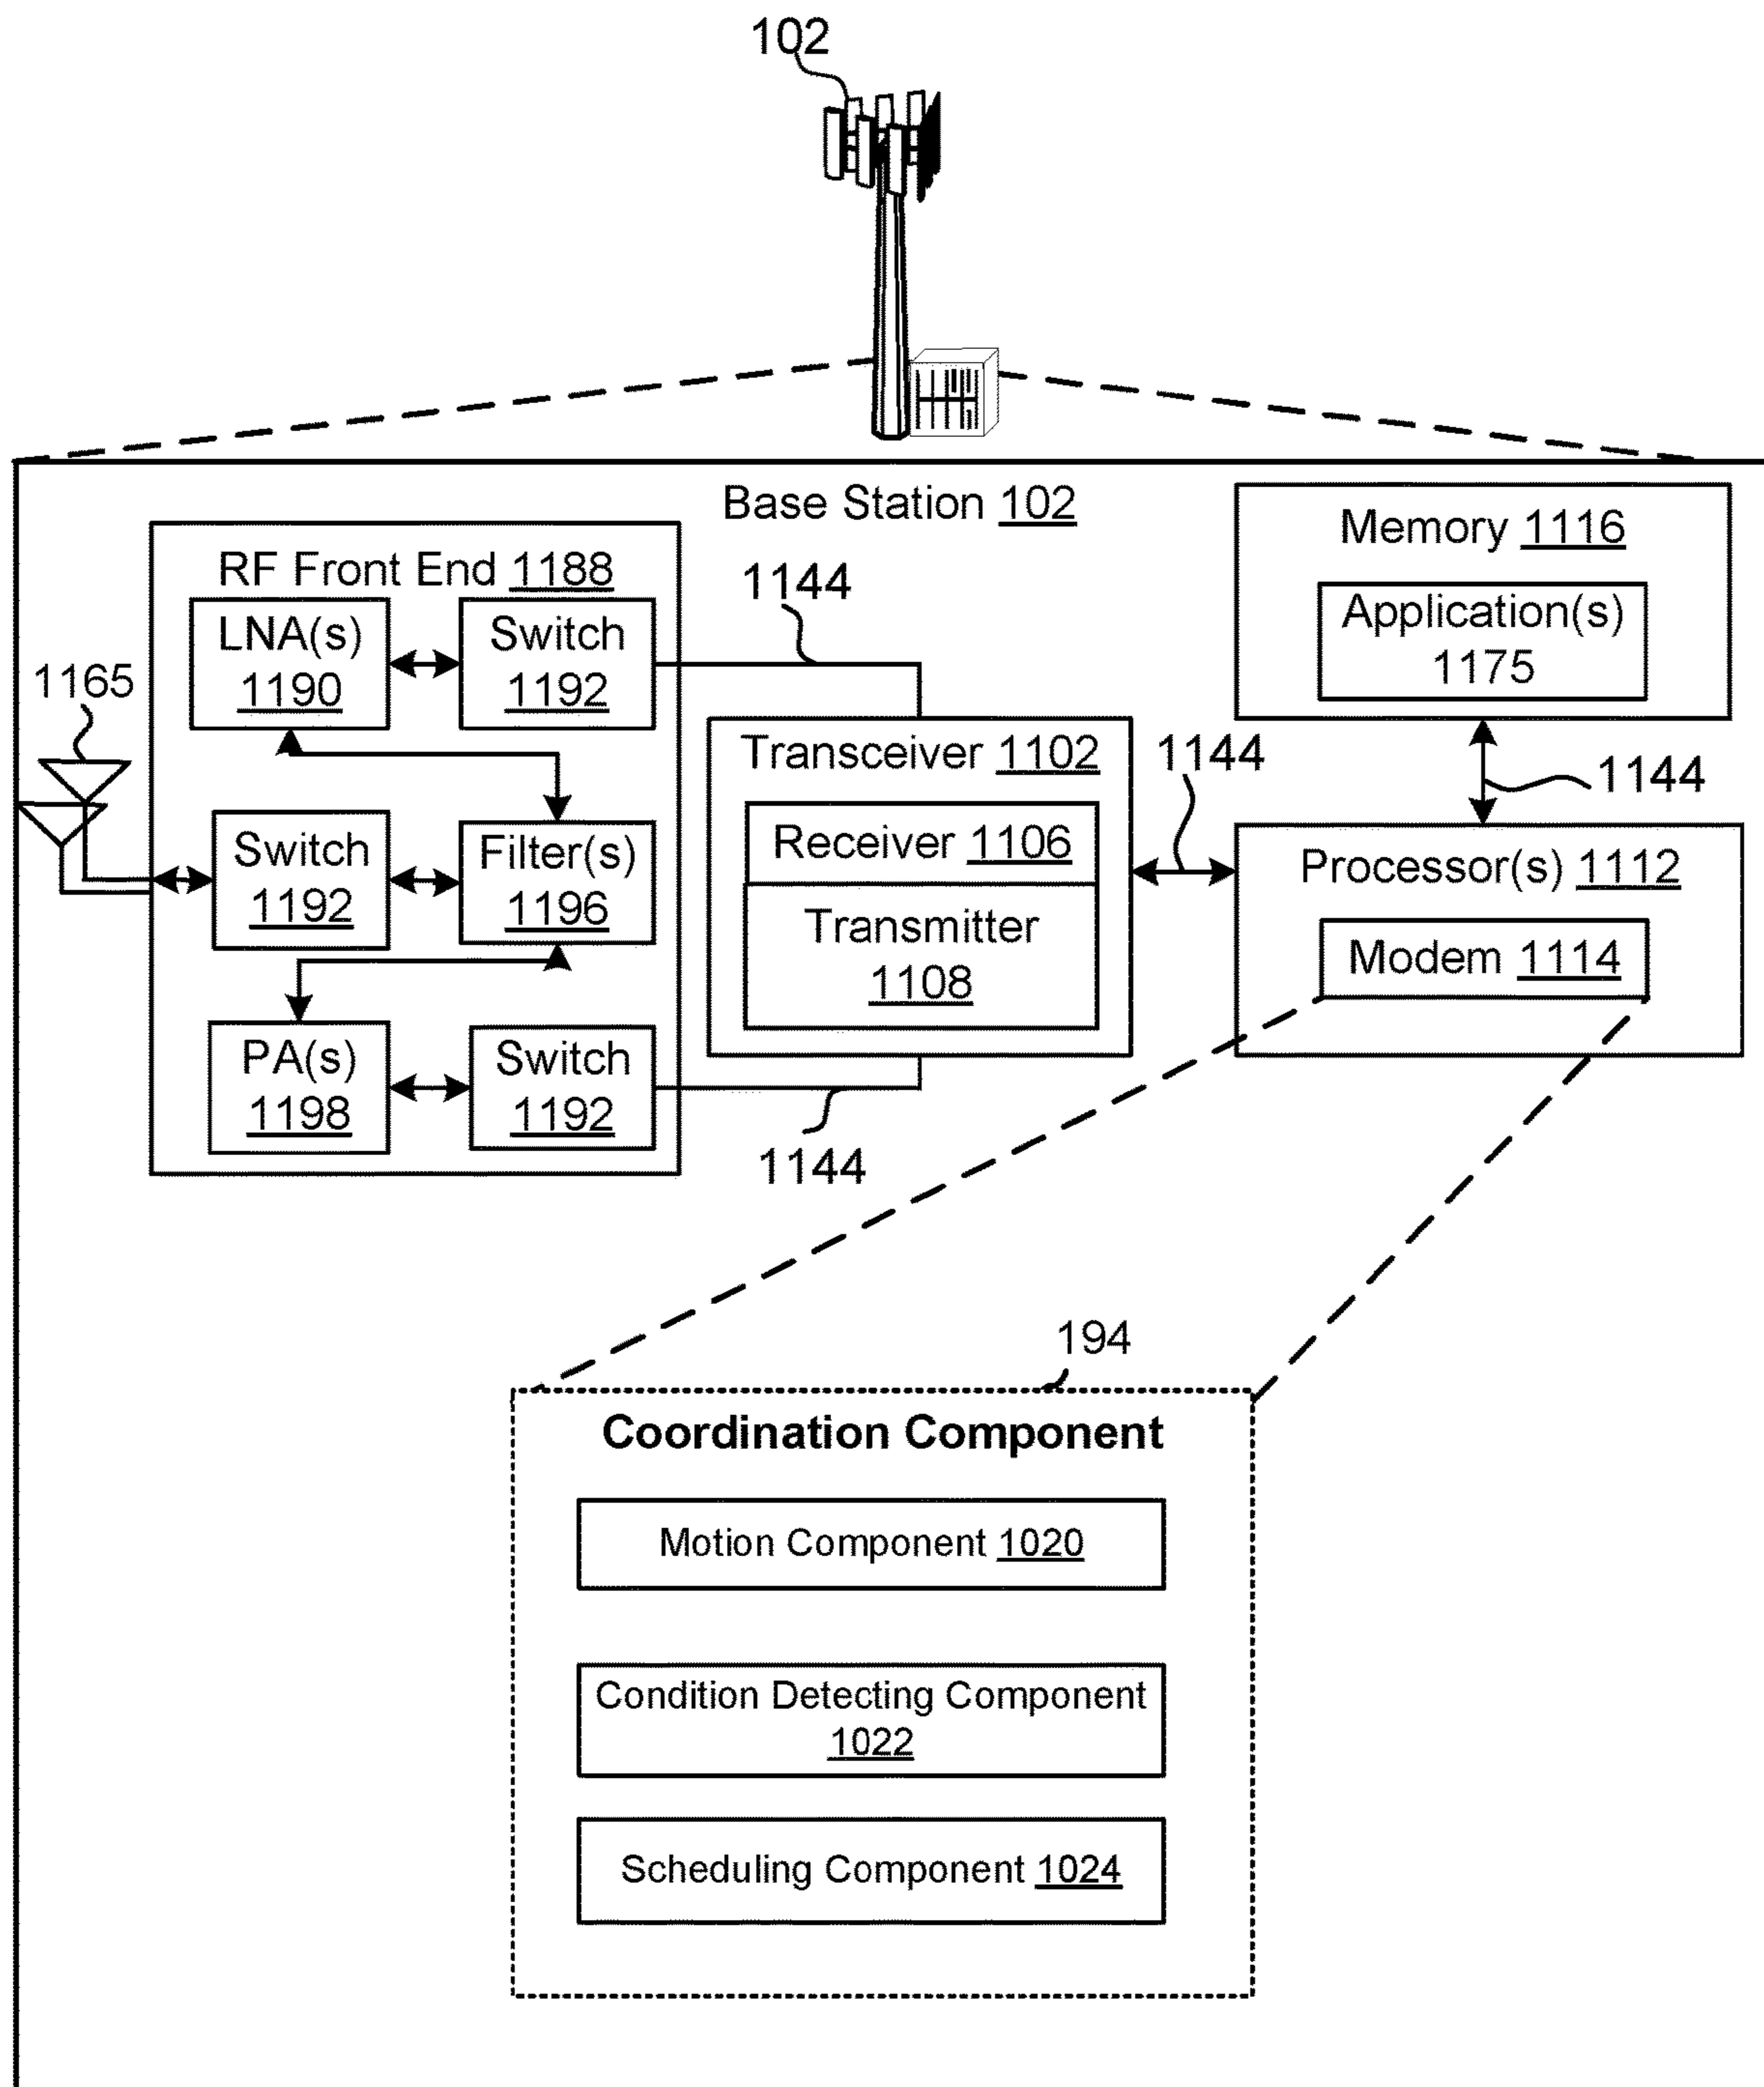 102
Base Station 102
RF Front End 1188
LNA(s)
1190
Switch
1192
1165
Switch
1192
Filter(s)
1196
PA(s)
1198
Switch
1192
1144
Transceiver 1102
Receiver 1106
Transmitter
1108
1144
1144
Memory 1116
Application(s)
1175
1144
Processor(s) 1112
Modem 1114
194
Coordination Component
Motion Component 1020
Condition Detecting Component
1022
Scheduling Component 1024